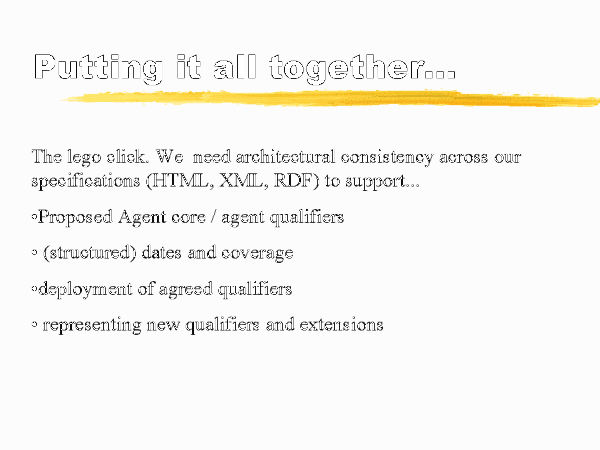 Putting it all together...
The lego click. We need architectural consistency across our
specifications (HTML, XML, RDF) to support...
•Proposed Agent core / agent qualifiers
• (structured) dates and coverage
•deployment of agreed qualifiers
• representing new qualifiers and extensions